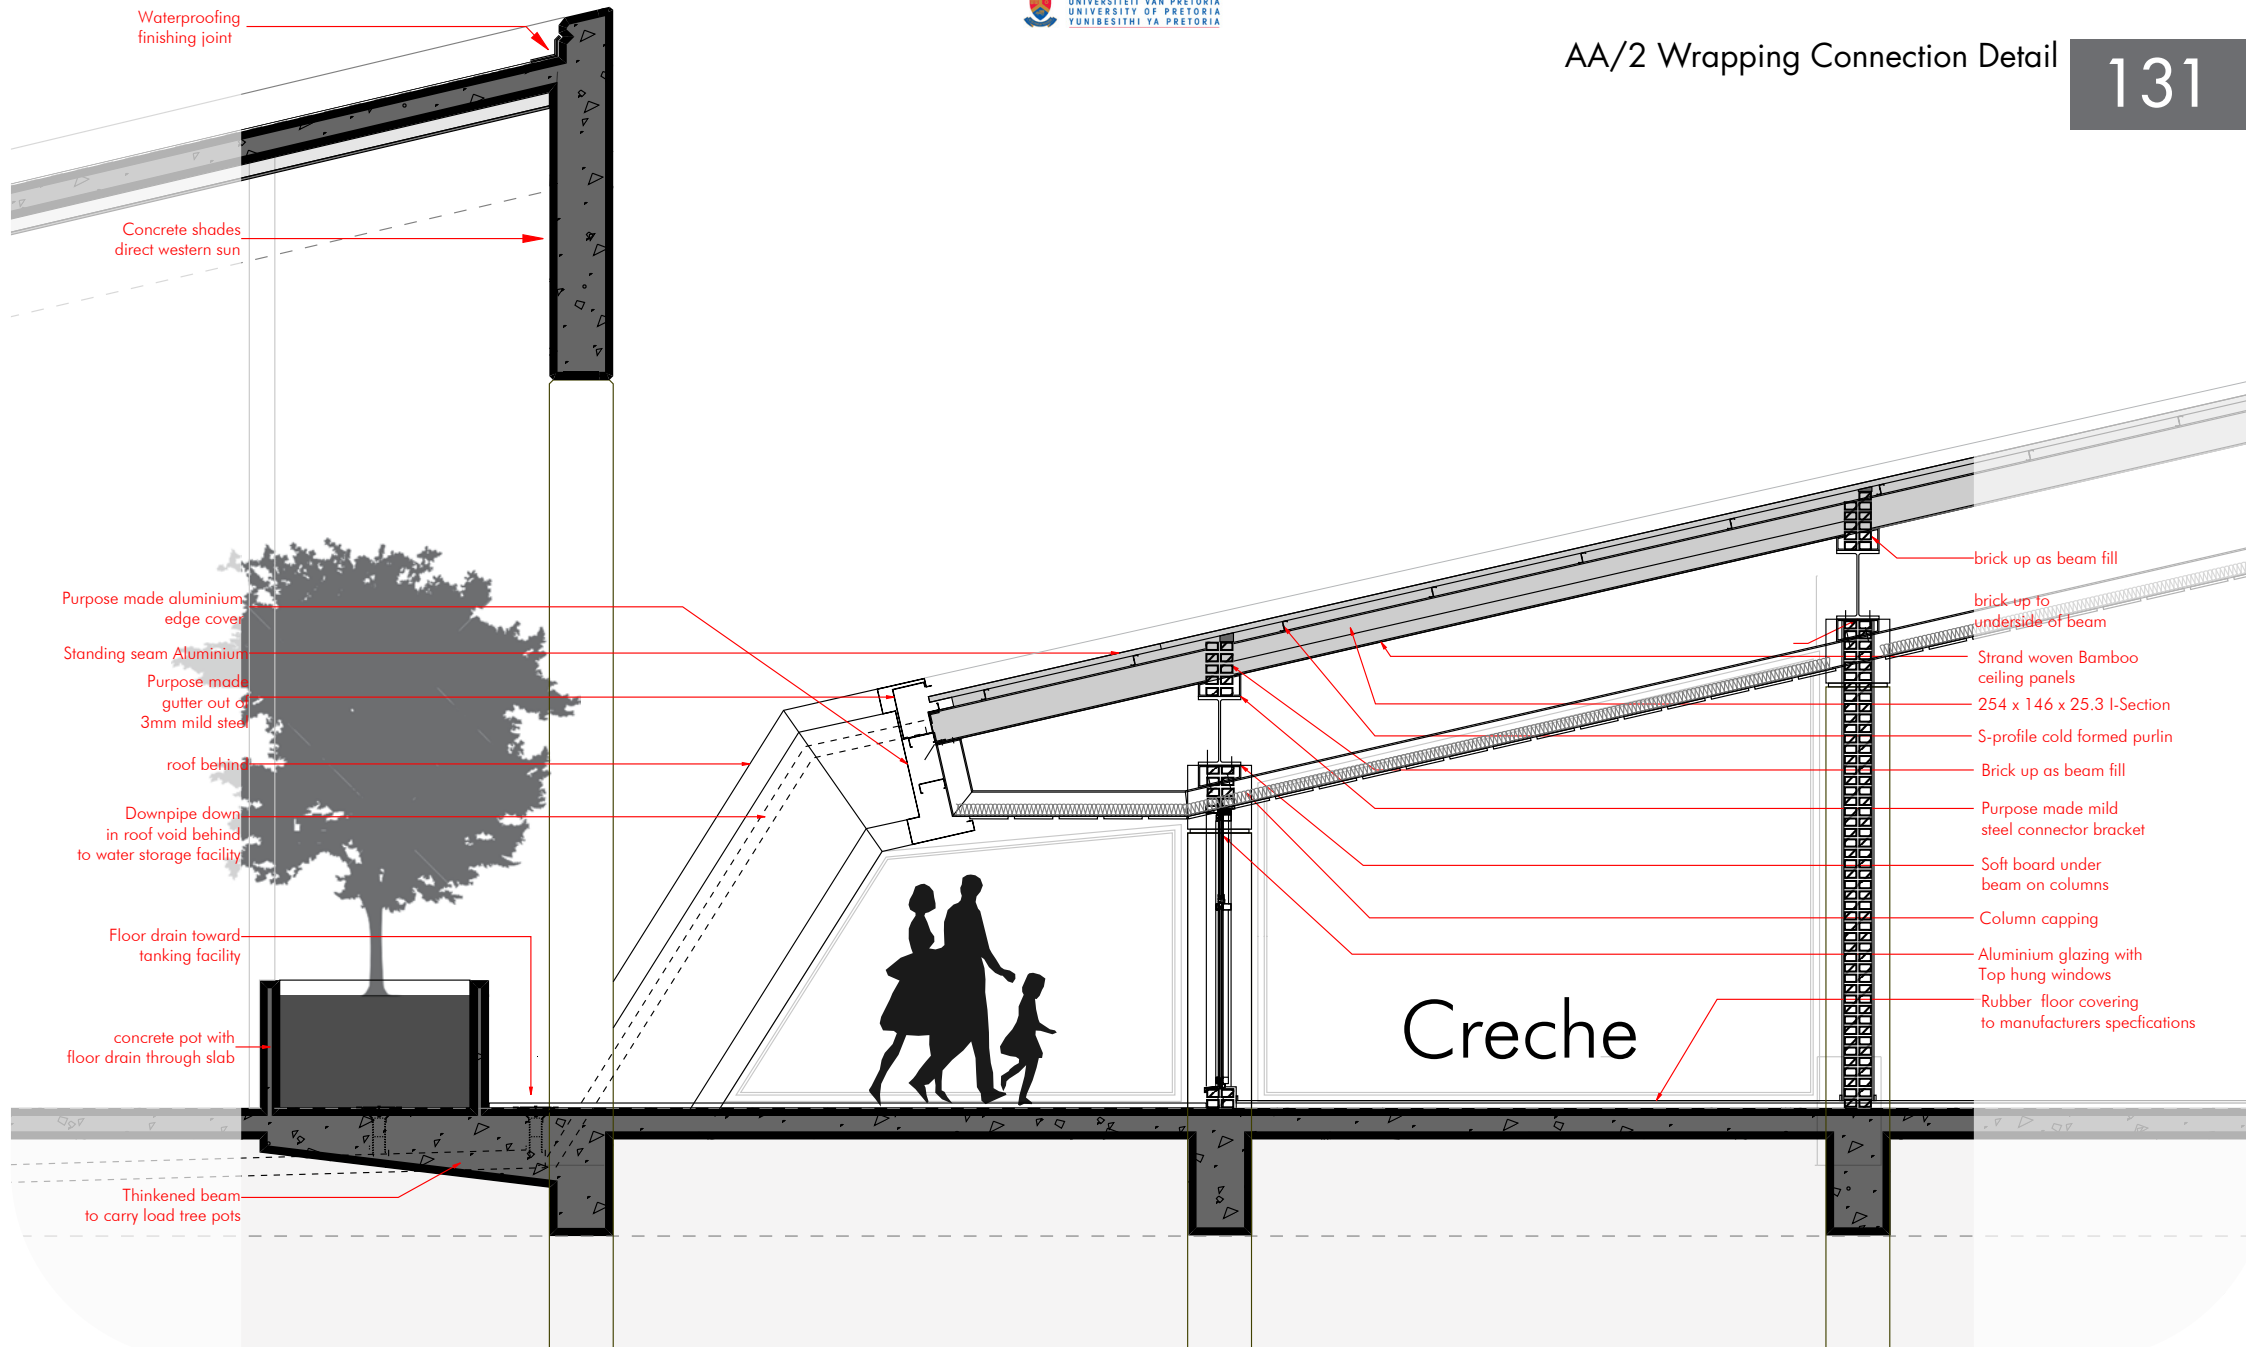 UNIVERSITEIT VAN PRETORIA
UNIVERSITY OF PRETORIA
YUNIBESITHI YA PRETORIA
AA/2 Wrapping Connection Detail
131
Waterproofing
finishing joint
Concrete shades
direct western sun
Purpose made aluminium
edge cover
Standing seam Aluminium
Purpose made
gutter out of
3mm mild steel
roof behind
Downpipe down
in roof void behind
to water storage facility
Floor drain toward
tanking facility
concrete pot with
floor drain through slab
Thinkened beam
to carry load tree pots
brick up as beam fill
brick up to
underside of beam
Strand woven Bamboo
ceiling panels
254 x 146 x 25.3 I-Section
S-profile cold formed purlin
Brick up as beam fill
Purpose made mild
steel connector bracket
Soft board under
beam on columns
Column capping
Aluminium glazing with
Top hung windows
Rubber floor covering
to manufacturers specfications
Creche